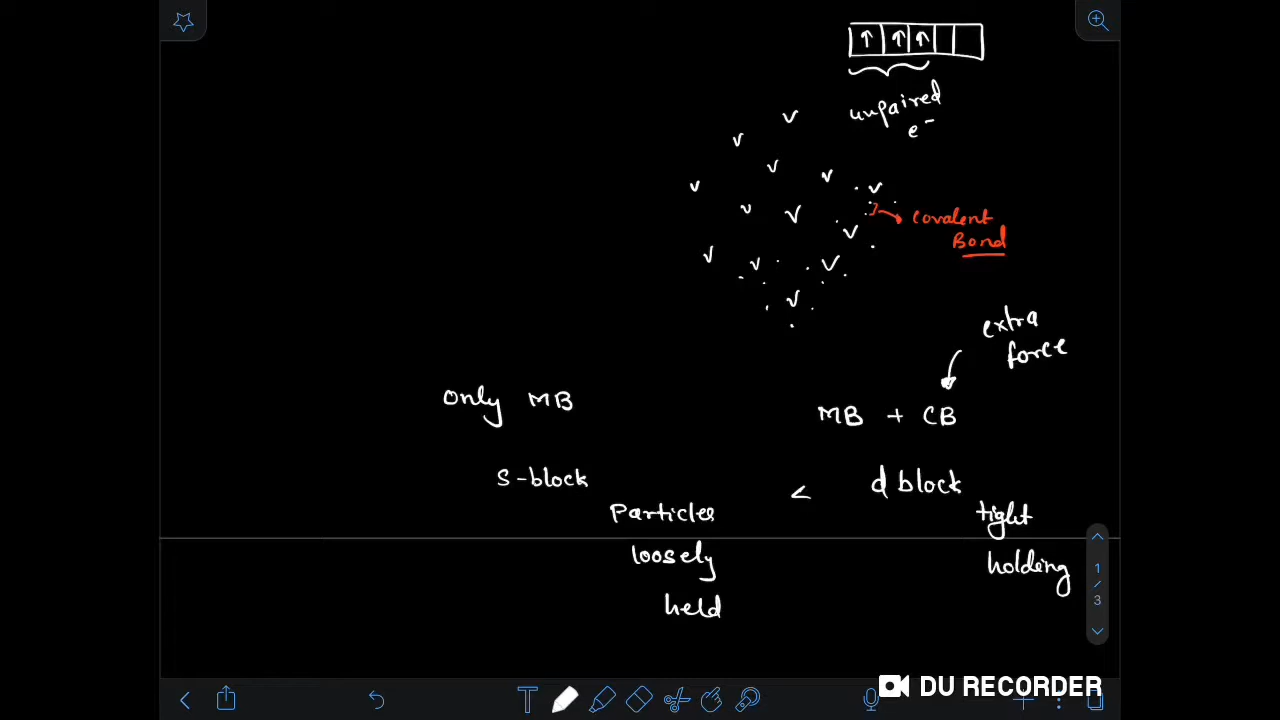 ↑ ↑ ↑
unpaired
e⁻
v v v v v v v v v v v v v v
Covalent
Bond
extra
force
Only MB
MB + CB
S-block
<
d block
Particles
loosely
held
tight
holding
1
/
3
T
DU RECORDER